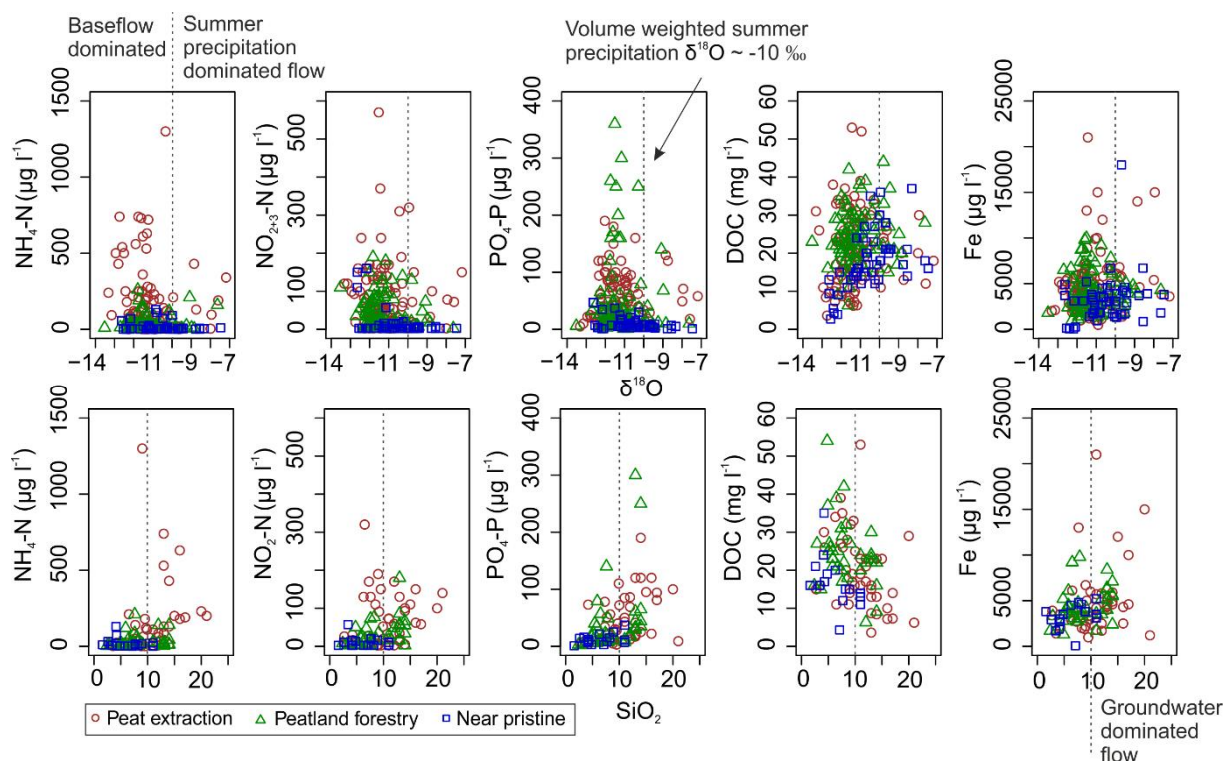 Baseflow
dominated
Summer
precipitation
dominated flow
Volume weighted summer
precipitation δ¹⁸O ~ -10 ‰
NH₄-N (µg l⁻¹)
0 500 1000 1500
−14 −11 −9 −7
NO₂₊₃-N (µg l⁻¹)
0 100 300 500
−14 −11 −9 −7
PO₄-P (µg l⁻¹)
0 100 200 300 400
−14 −11 −9 −7
DOC (mg l⁻¹)
0 10 20 30 40 50 60
−14 −11 −9 −7
Fe (µg l⁻¹)
0 5000 15000 25000
−14 −11 −9 −7
δ¹⁸O
NH₄-N (µg l⁻¹)
0 500 1000 1500
0 10 20
NO₂-N (µg l⁻¹)
0 100 300 500
0 10 20
PO₄-P (µg l⁻¹)
0 100 200 300 400
0 10 20
DOC (mg l⁻¹)
0 10 20 30 40 50 60
0 10 20
Fe (µg l⁻¹)
0 5000 15000 25000
0 10 20
SiO₂
Peat extraction Peatland forestry Near pristine
Groundwater
dominated
flow